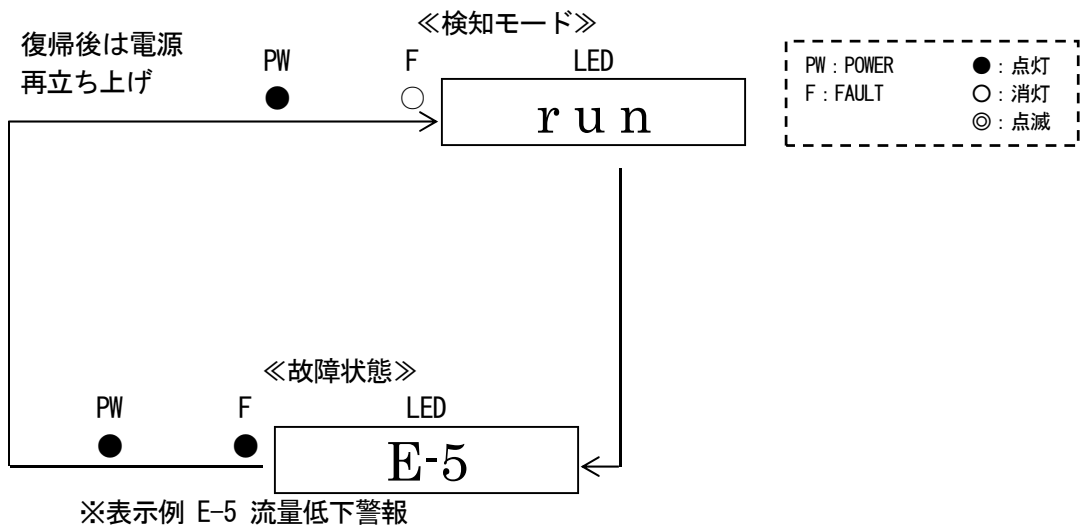 ≪検知モード≫
復帰後は電源
再立ち上げ
PW F LED
● ○
run
PW：POWER ●：点灯
F：FAULT ○：消灯
◎：点滅
≪故障状態≫
PW F LED
● ●
E-5
※表示例 E-5 流量低下警報